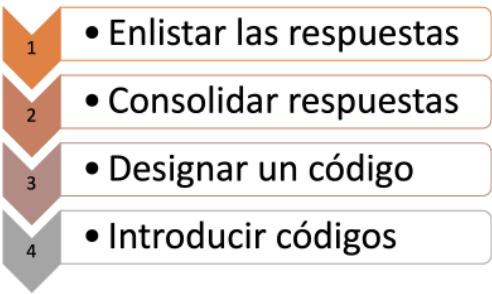 1 • Enlistar las respuestas
2 • Consolidar respuestas
3 • Designar un código
4 • Introducir códigos